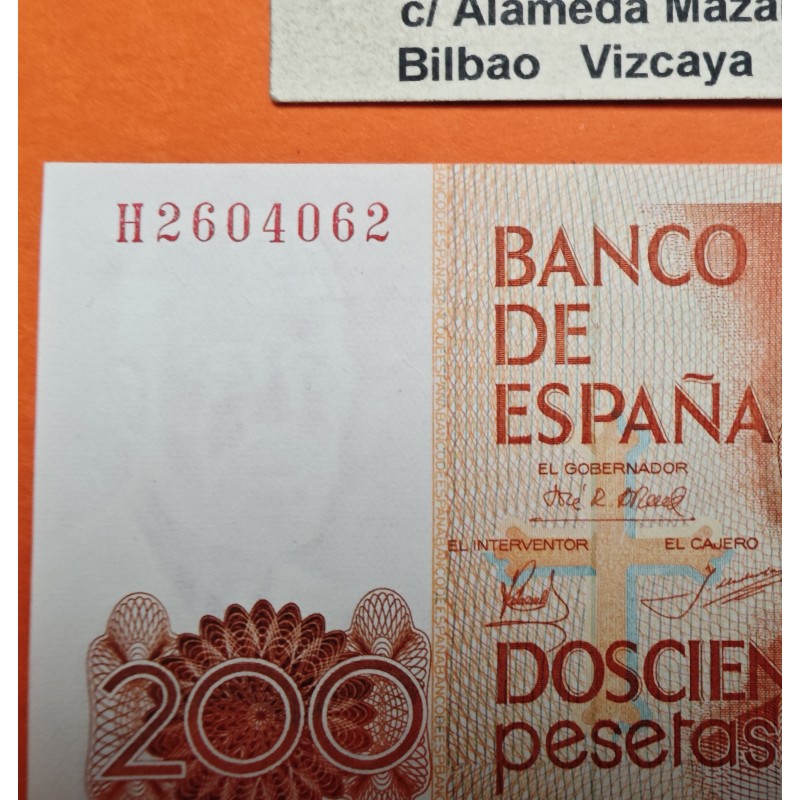 c/ Alameda Maza
Bilbao Vizcaya
H2604062
BANCO
DE
ESPAÑA
EL GOBERNADOR
EL INTERVENTOR EL CAJERO
DOSCIEN
200
pesetas